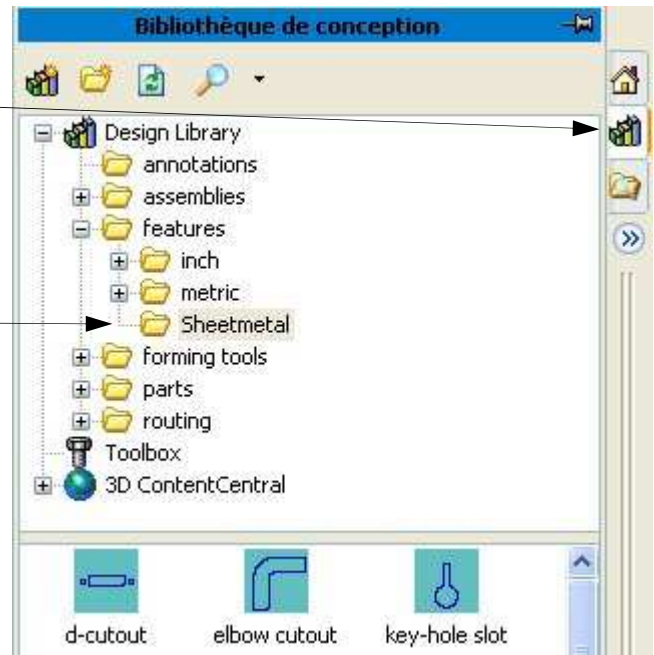 Bibliothèque de conception
Design Library
annotations
assemblies
features
inch
metric
Sheetmetal
forming tools
parts
routing
Toolbox
3D ContentCentral
d-cutout elbow cutout key-hole slot